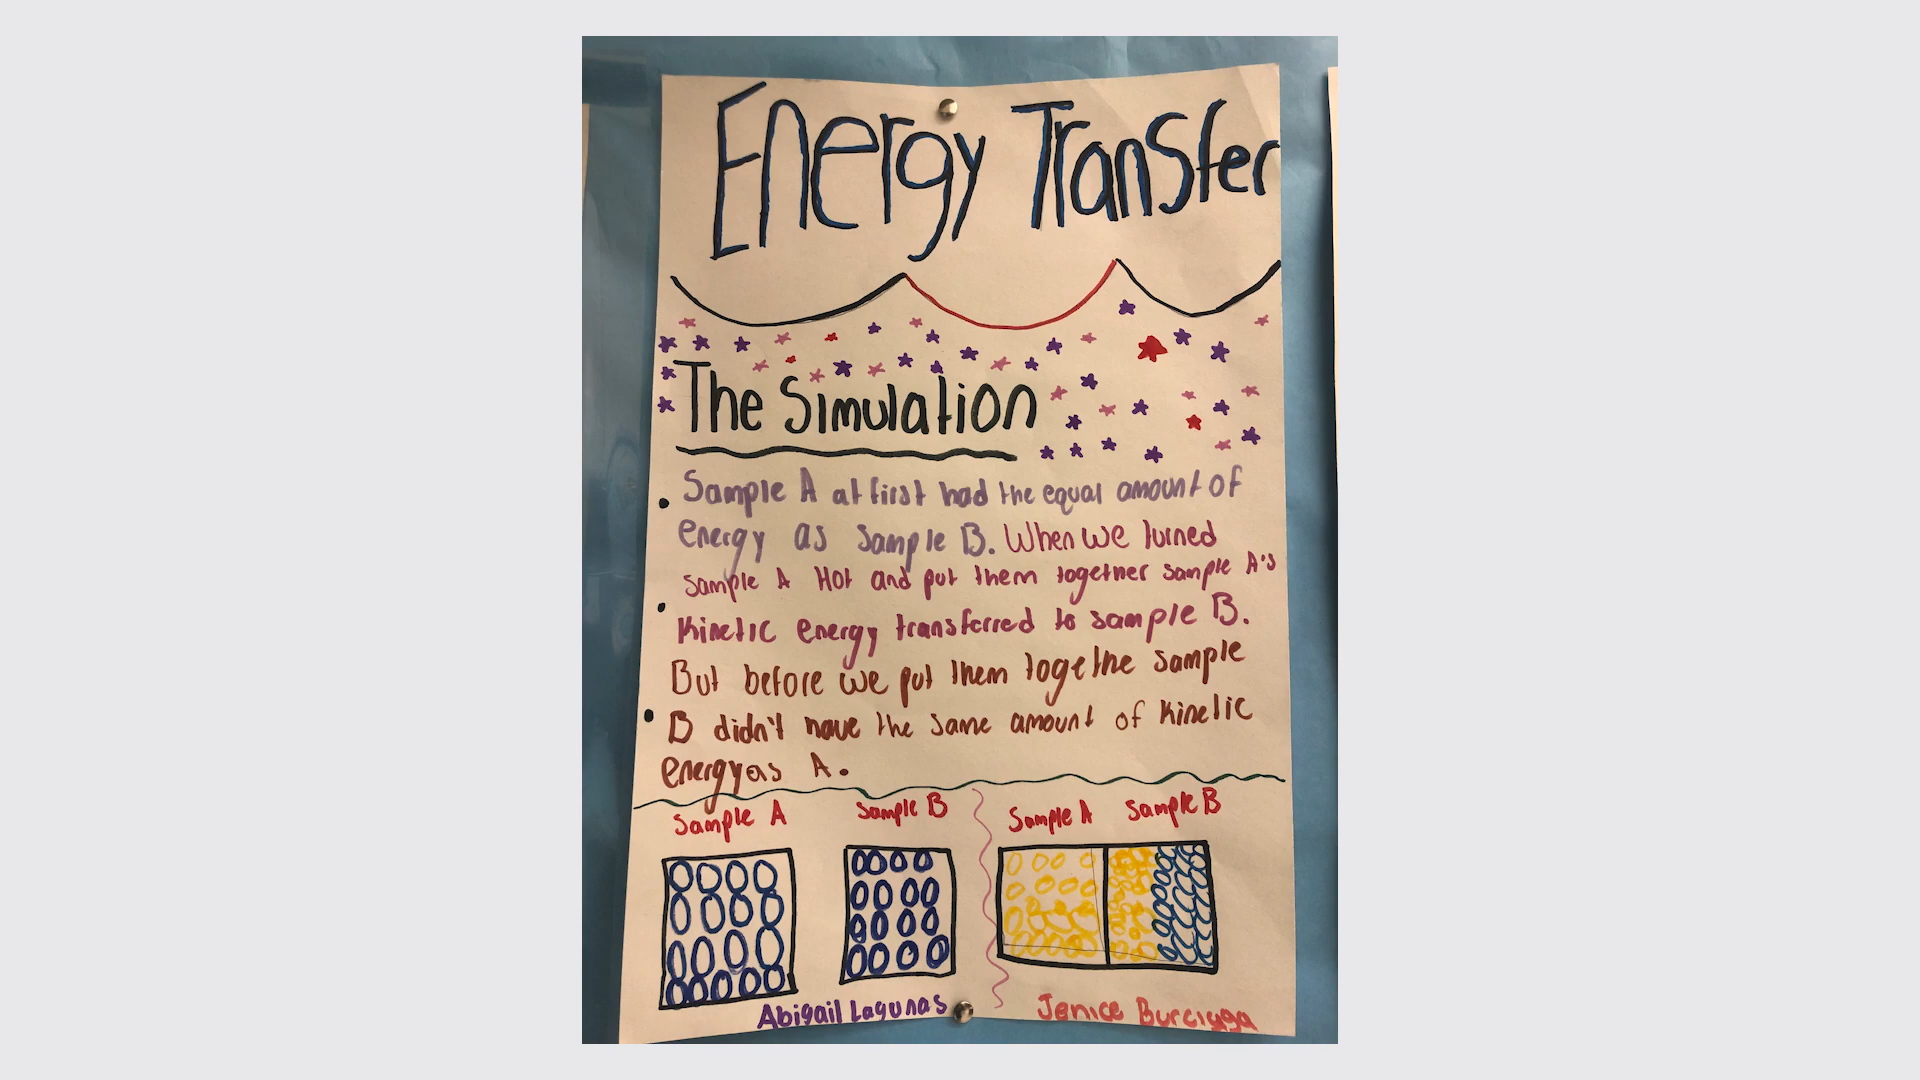 Energy Transfer
The Simulation
• Sample A at first had the equal amount of
energy as Sample B. When we turned
sample A Hot and put them together sample A's
• Kinetic energy transferred to sample B.
But before we put them togethe sample
• B didn't have the same amount of kinetic
energy as A.
Sample A Sample B Sample A Sample B
Abigail Lagunas Jenice Burciyga